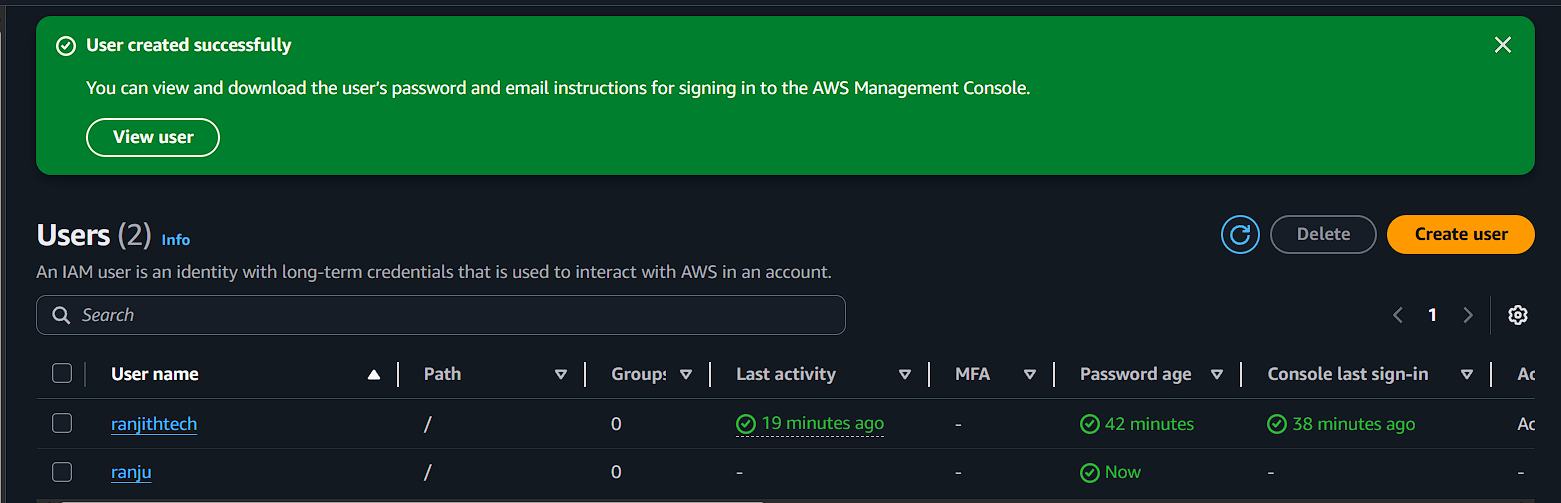 User created successfully
You can view and download the user's password and email instructions for signing in to the AWS Management Console.
View user
Users (2) Info
Delete
Create user
An IAM user is an identity with long-term credentials that is used to interact with AWS in an account.
Search
1
User name Path Groups Last activity MFA Password age Console last sign-in Ac
ranjithtech / 0 19 minutes ago - 42 minutes 38 minutes ago Ac
ranju / 0 - - Now - -